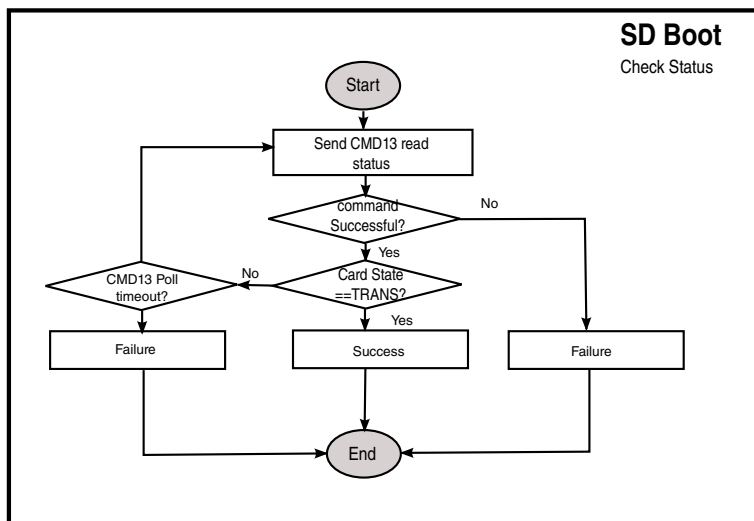 SD Boot
Check Status
Start
Send CMD13 read
status
command
Successful?
No
Yes
Card State
==TRANS?
No
CMD13 Poll
timeout?
Yes
Failure
Success
Failure
End